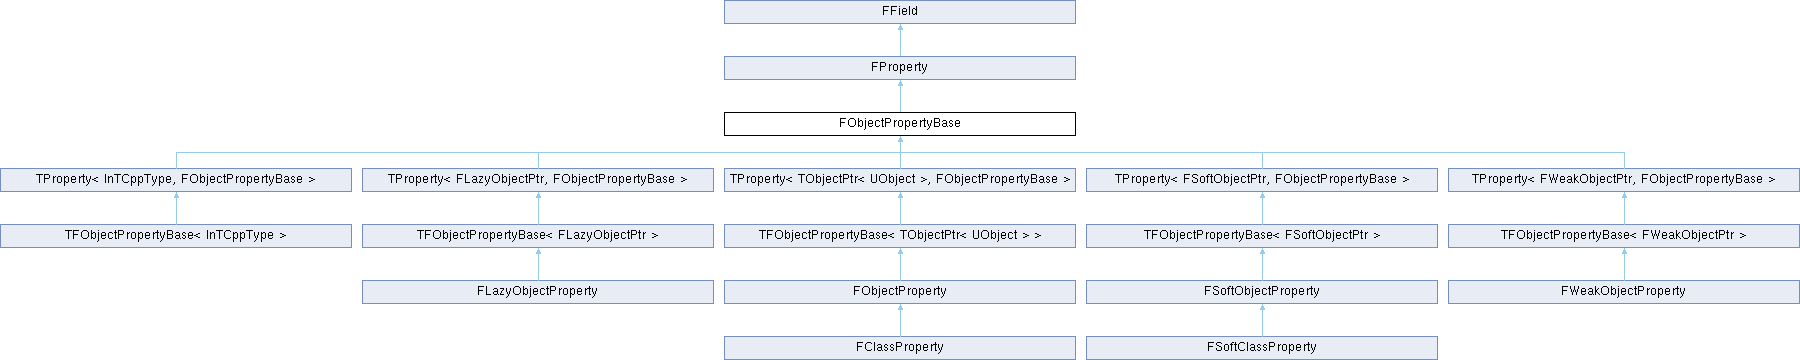 FField
FProperty
FObjectPropertyBase
TProperty< InTCppType, FObjectPropertyBase >
TProperty< FLazyObjectPtr, FObjectPropertyBase >
TProperty< TObjectPtr< UObject >, FObjectPropertyBase >
TProperty< FSoftObjectPtr, FObjectPropertyBase >
TProperty< FWeakObjectPtr, FObjectPropertyBase >
TFObjectPropertyBase< InTCppType >
TFObjectPropertyBase< FLazyObjectPtr >
TFObjectPropertyBase< TObjectPtr< UObject > >
TFObjectPropertyBase< FSoftObjectPtr >
TFObjectPropertyBase< FWeakObjectPtr >
FLazyObjectProperty
FObjectProperty
FSoftObjectProperty
FWeakObjectProperty
FClassProperty
FSoftClassProperty